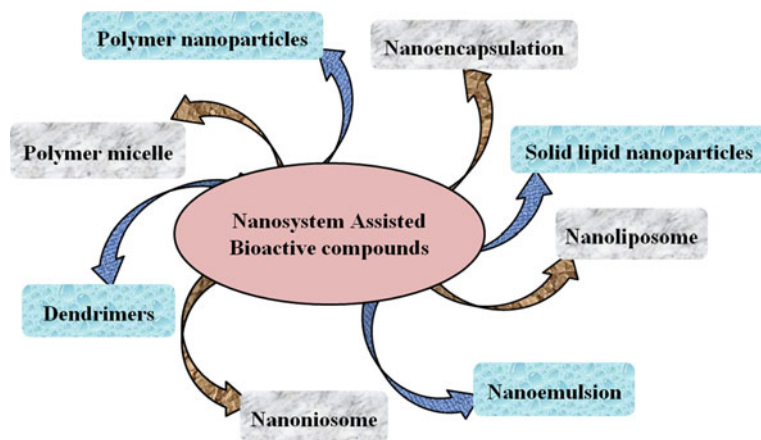 Polymer nanoparticles
Nanoencapsulation
Polymer micelle
Solid lipid nanoparticles
Nanosystem Assisted
Bioactive compounds
Nanoliposome
Dendrimers
Nanoemulsion
Nanoniosome